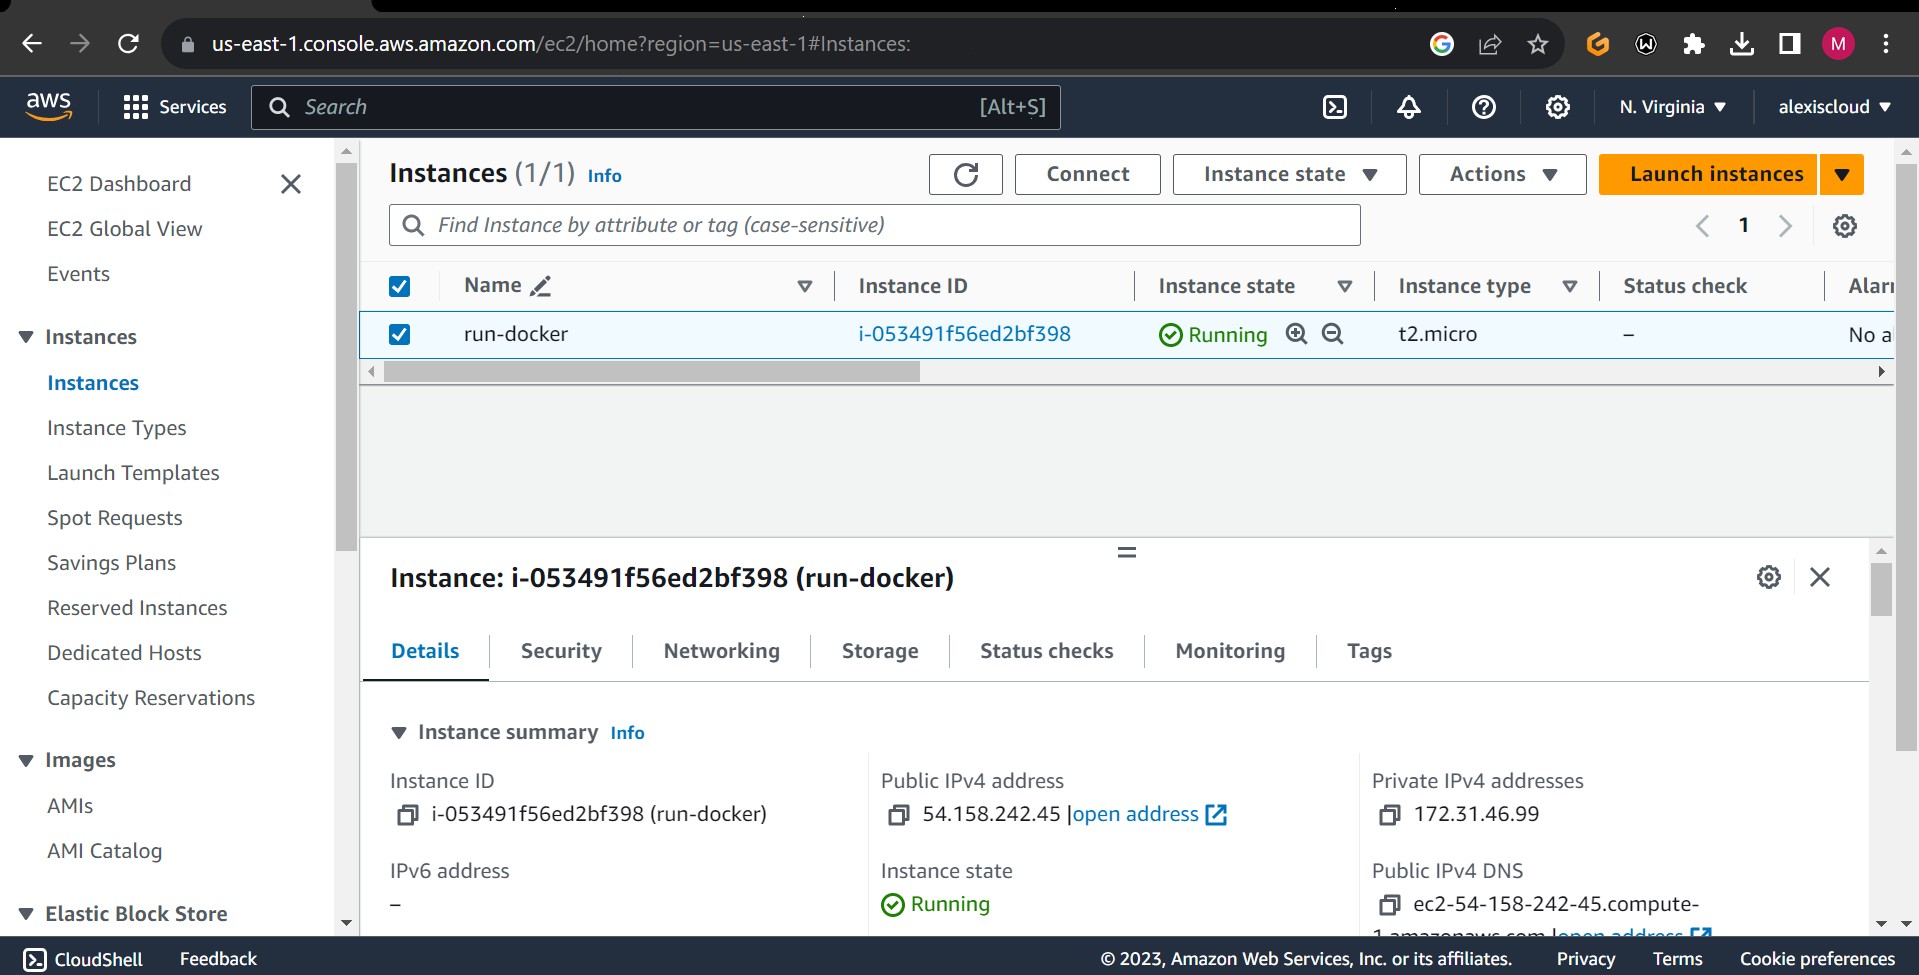 us-east-1.console.aws.amazon.com/ec2/home?region=us-east-1#Instances:
M
aws
Services
Search
[Alt+S]
N. Virginia
alexiscloud
EC2 Dashboard
EC2 Global View
Events
Instances
Instances
Instance Types
Launch Templates
Spot Requests
Savings Plans
Reserved Instances
Dedicated Hosts
Capacity Reservations
Images
AMIs
AMI Catalog
Elastic Block Store
Instances (1/1) Info
Connect
Instance state
Actions
Launch instances
Find Instance by attribute or tag (case-sensitive)
1
Name Instance ID Instance state Instance type Status check Alar
run-docker i-053491f56ed2bf398 Running t2.micro – No a
Instance: i-053491f56ed2bf398 (run-docker)
Details Security Networking Storage Status checks Monitoring Tags
Instance summary Info
Instance ID
i-053491f56ed2bf398 (run-docker)
Public IPv4 address
54.158.242.45 |open address
Private IPv4 addresses
172.31.46.99
IPv6 address
–
Instance state
Running
Public IPv4 DNS
ec2-54-158-242-45.compute-
1.amazonaws.com |open address
CloudShell Feedback © 2023, Amazon Web Services, Inc. or its affiliates. Privacy Terms Cookie preferences